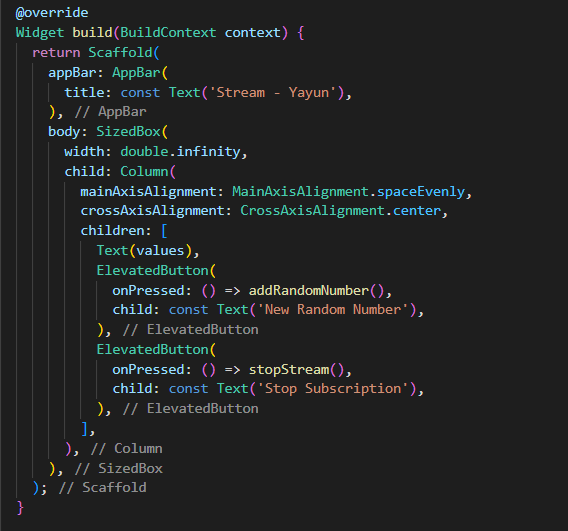 @override
Widget build(BuildContext context) {
  return Scaffold(
    appBar: AppBar(
      title: const Text('Stream - Yayun'),
    ), // AppBar
    body: SizedBox(
      width: double.infinity,
      child: Column(
        mainAxisAlignment: MainAxisAlignment.spaceEvenly,
        crossAxisAlignment: CrossAxisAlignment.center,
        children: [
          Text(values),
          ElevatedButton(
            onPressed: () => addRandomNumber(),
            child: const Text('New Random Number'),
          ), // ElevatedButton
          ElevatedButton(
            onPressed: () => stopStream(),
            child: const Text('Stop Subscription'),
          ), // ElevatedButton
        ],
      ), // Column
    ), // SizedBox
  ); // Scaffold
}